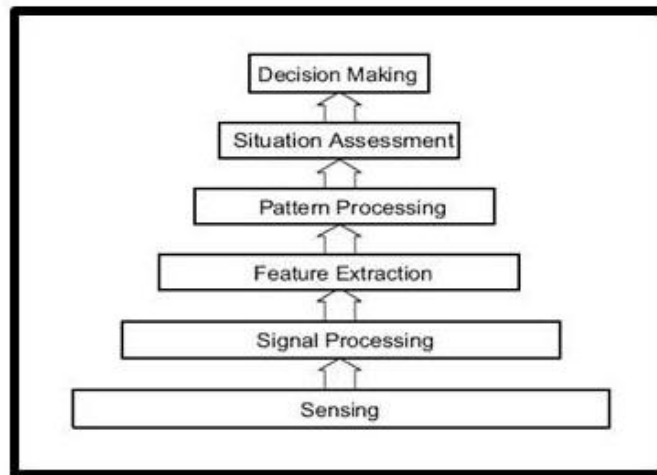 Decision Making
Situation Assessment
Pattern Processing
Feature Extraction
Signal Processing
Sensing